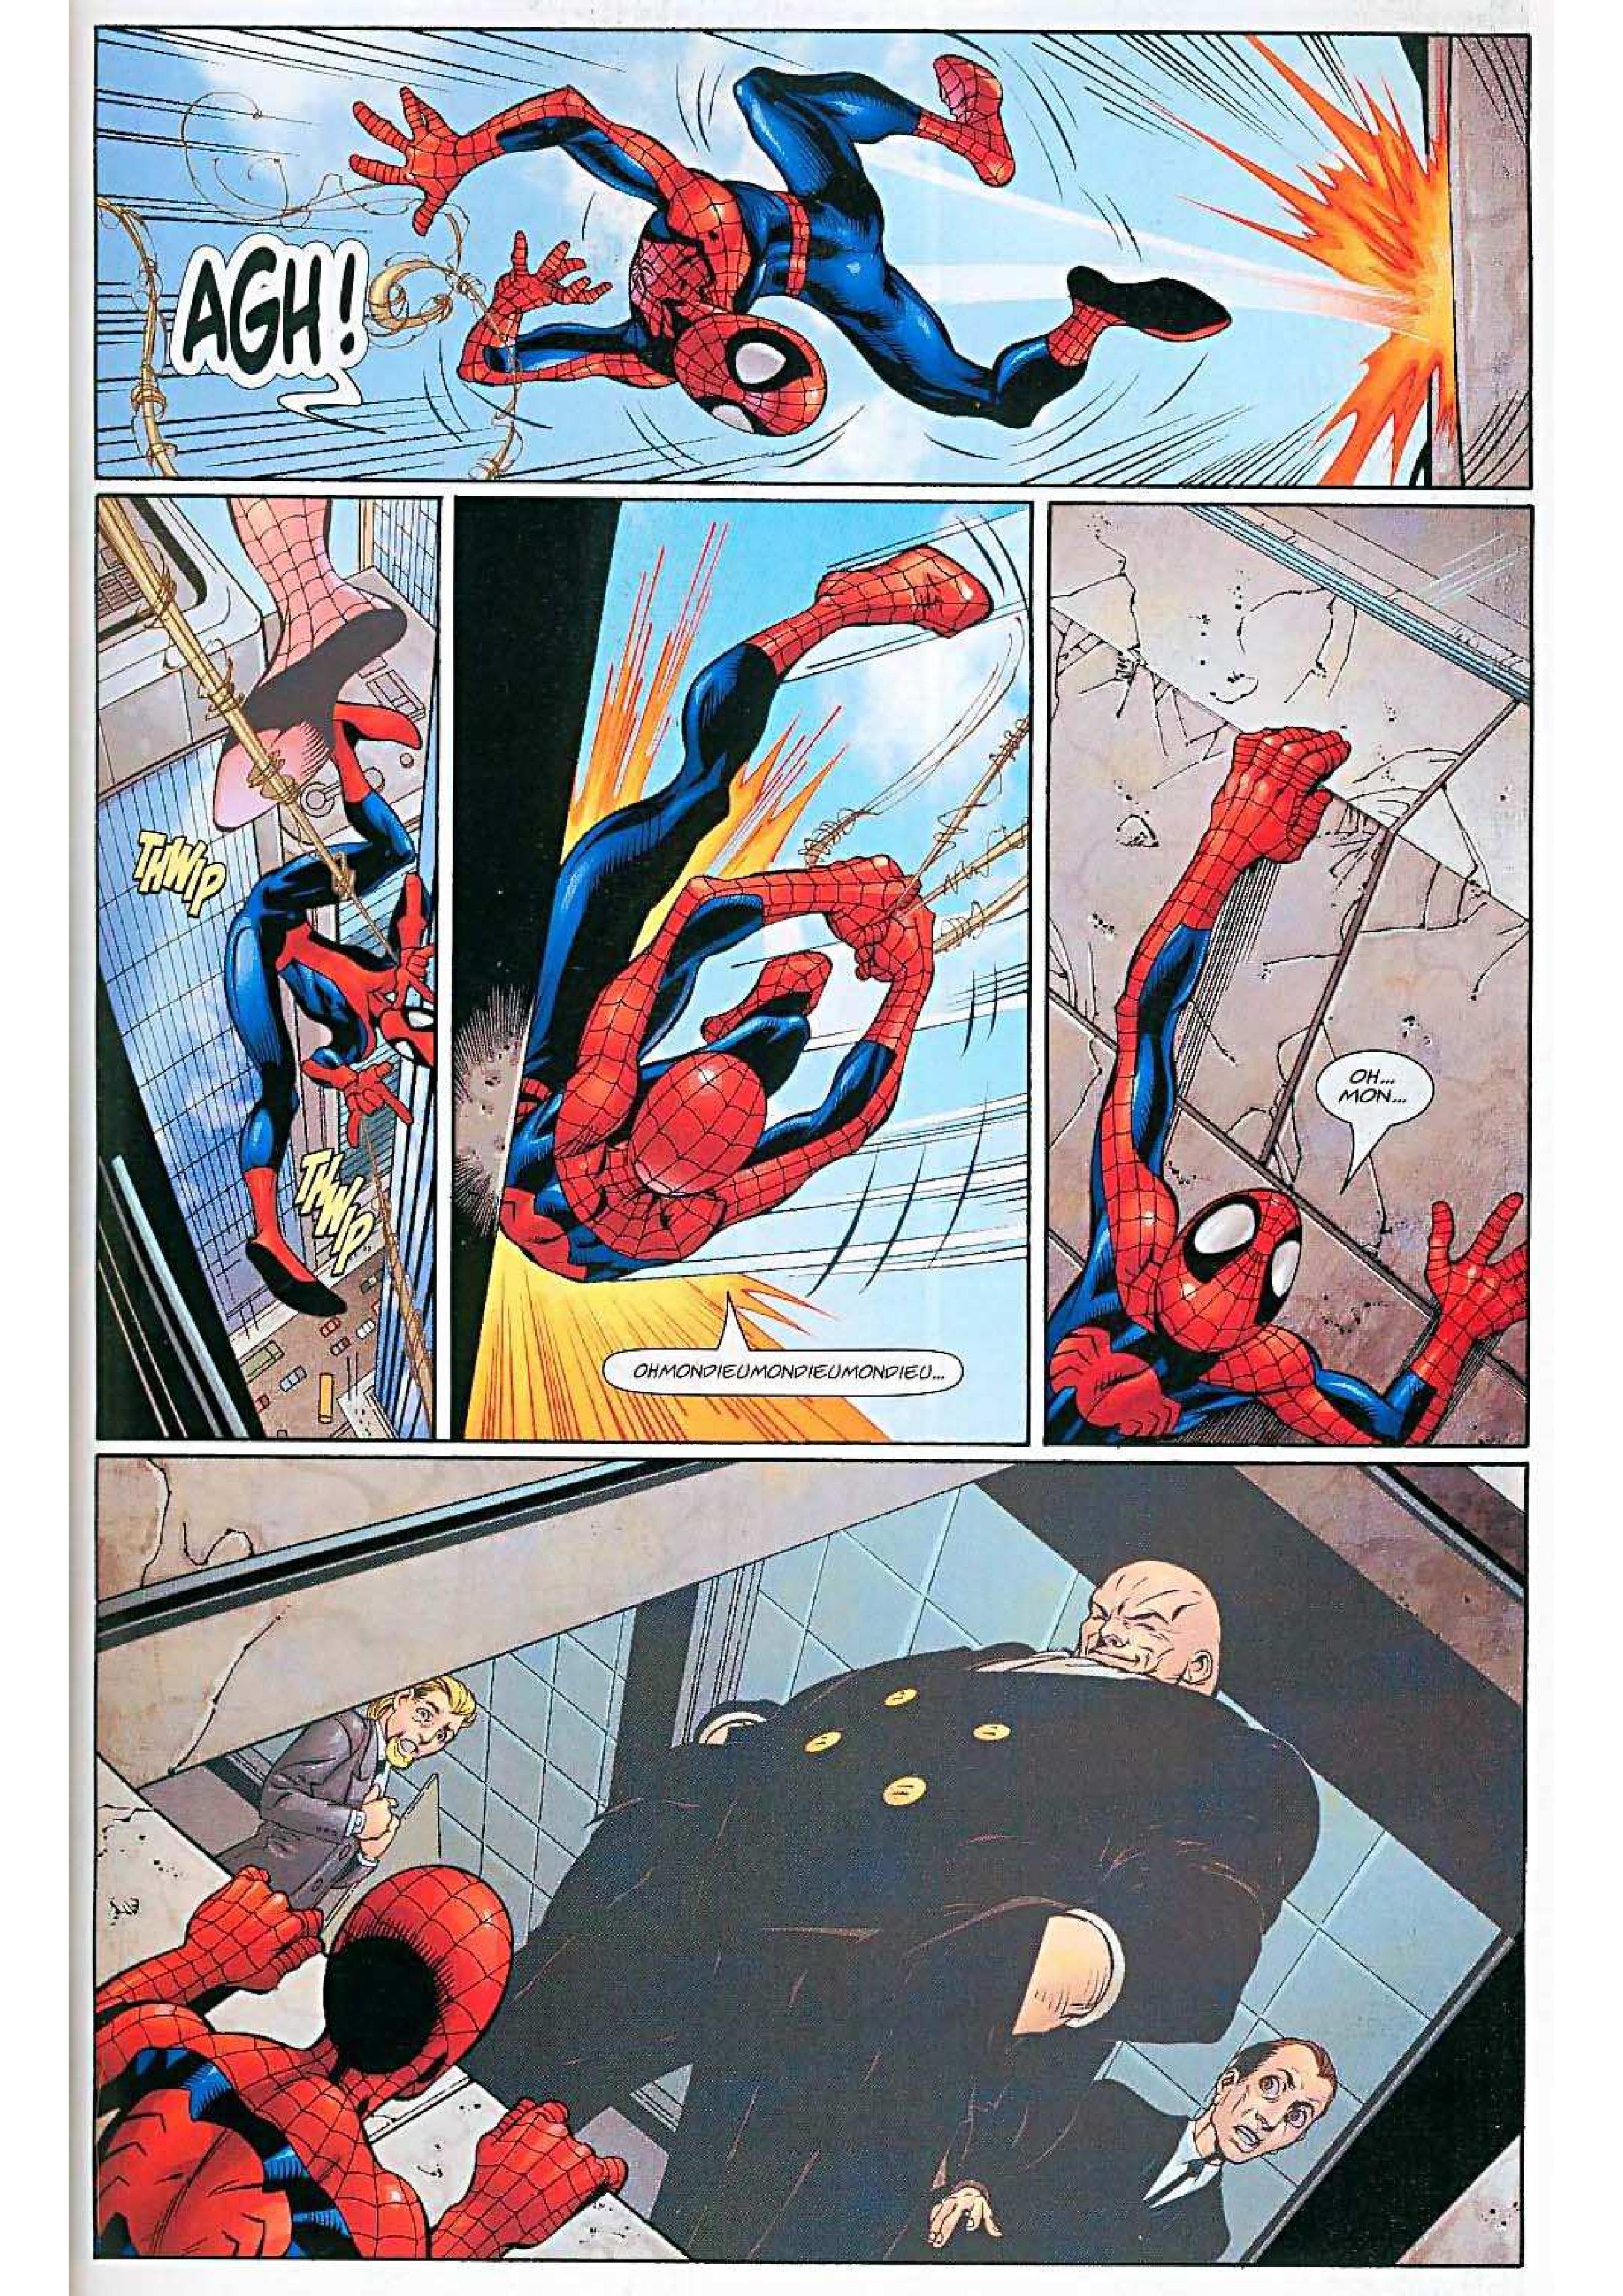 AGH!
THWIP
THWIP
OHMONDIEUMONDIEUMONDIEU...
OH...
MON...